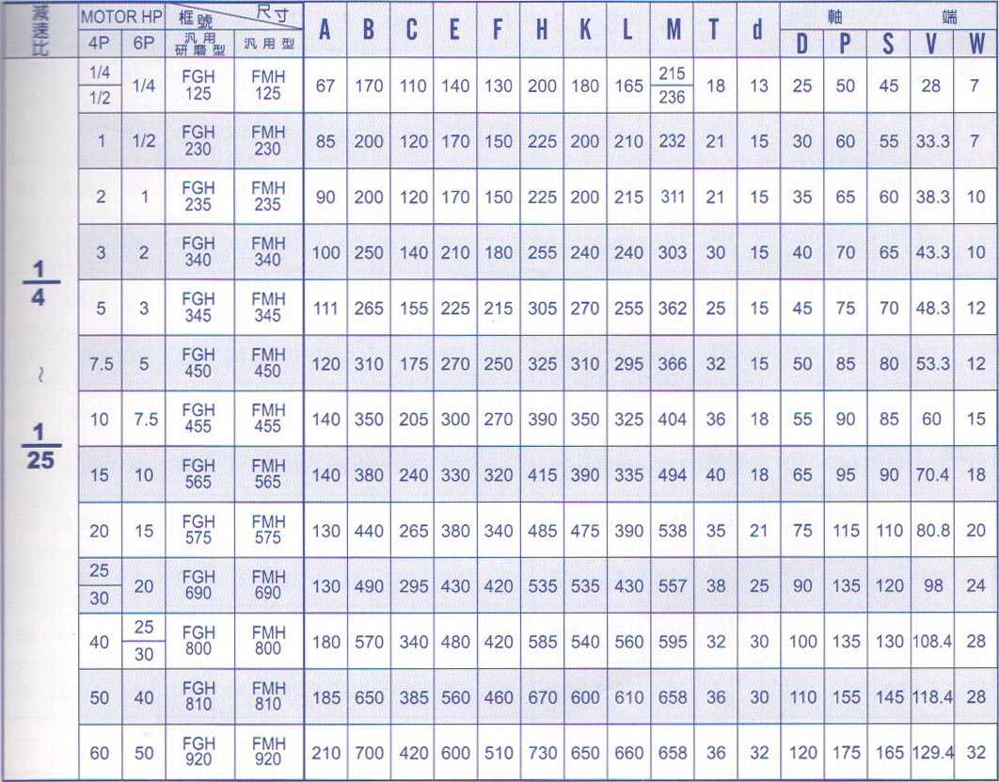 減速比 MOTOR HP 框號 尺寸 A B C E F H K L M T d 軸端
4P 6P 汎用研磨型 汎用型 D P S V W
1/4 ~ 1/25
1/4 1/2 1/4 FGH 125 FMH 125 67 170 110 140 130 200 180 165 215 236 18 13 25 50 45 28 7
1 1/2 FGH 230 FMH 230 85 200 120 170 150 225 200 210 232 21 15 30 60 55 33.3 7
2 1 FGH 235 FMH 235 90 200 120 170 150 225 200 215 311 21 15 35 65 60 38.3 10
3 2 FGH 340 FMH 340 100 250 140 210 180 255 240 240 303 30 15 40 70 65 43.3 10
5 3 FGH 345 FMH 345 111 265 155 225 215 305 270 255 362 25 15 45 75 70 48.3 12
7.5 5 FGH 450 FMH 450 120 310 175 270 250 325 310 295 366 32 15 50 85 80 53.3 12
10 7.5 FGH 455 FMH 455 140 350 205 300 270 390 350 325 404 36 18 55 90 85 60 15
15 10 FGH 565 FMH 565 140 380 240 330 320 415 390 335 494 40 18 65 95 90 70.4 18
20 15 FGH 575 FMH 575 130 440 265 380 340 485 475 390 538 35 21 75 115 110 80.8 20
25 30 20 FGH 690 FMH 690 130 490 295 430 420 535 535 430 557 38 25 90 135 120 98 24
40 25 30 FGH 800 FMH 800 180 570 340 480 420 585 540 560 595 32 30 100 135 130 108.4 28
50 40 FGH 810 FMH 810 185 650 385 560 460 670 600 610 658 36 30 110 155 145 118.4 28
60 50 FGH 920 FMH 920 210 700 420 600 510 730 650 660 658 36 32 120 175 165 129.4 32